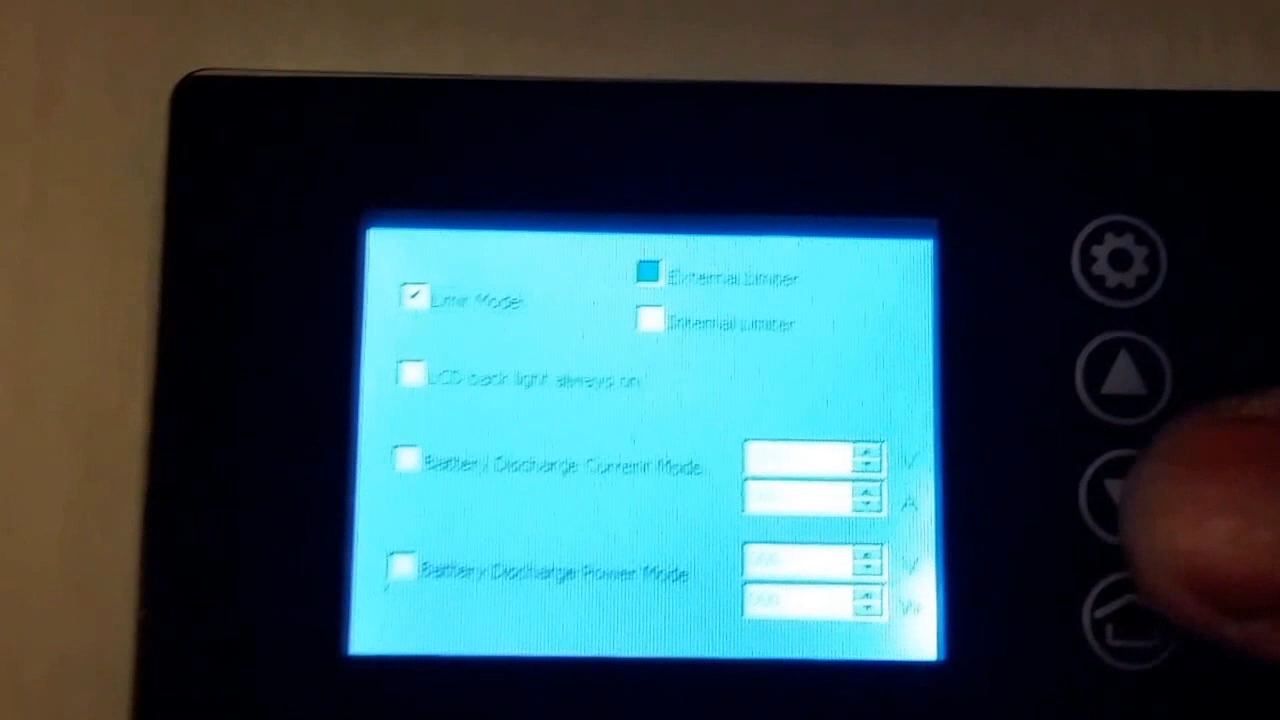 External Limiter
Limit Mode
Internal Limiter
LCD back light always on
Battery Discharge Current Mode
V
A
Battery Discharge Power Mode
V
W